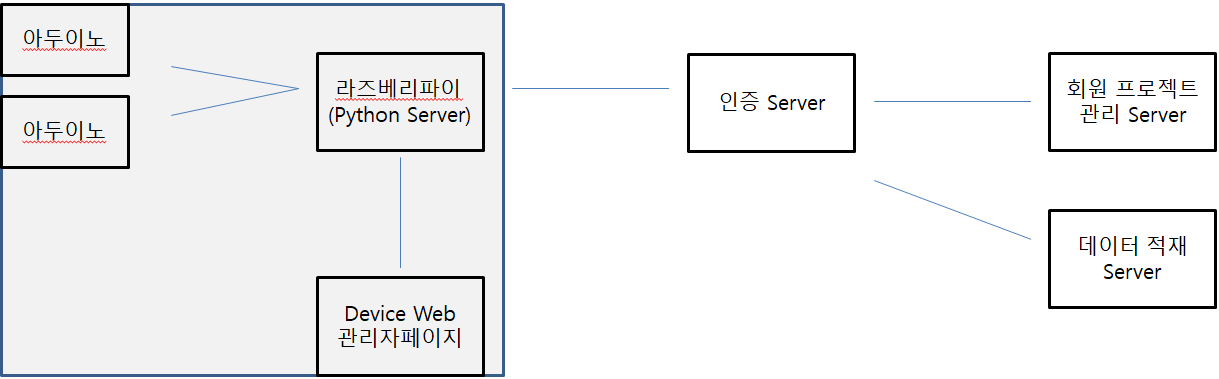 아두이노
아두이노
라즈베리파이
(Python Server)
Device Web
관리자페이지
인증 Server
회원 프로젝트
관리 Server
데이터 적재
Server